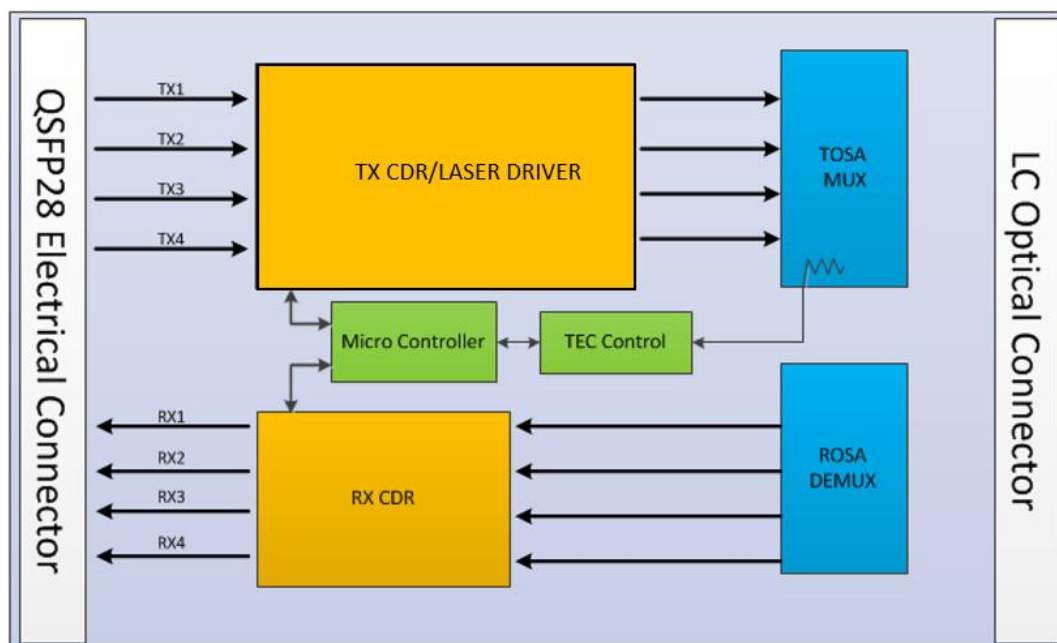 QSFP28 Electrical Connector
TX1
TX2
TX3
TX4
TX CDR/LASER DRIVER
TOSA
MUX
LC Optical Connector
Micro Controller
TEC Control
RX1
RX2
RX3
RX4
RX CDR
ROSA
DEMUX